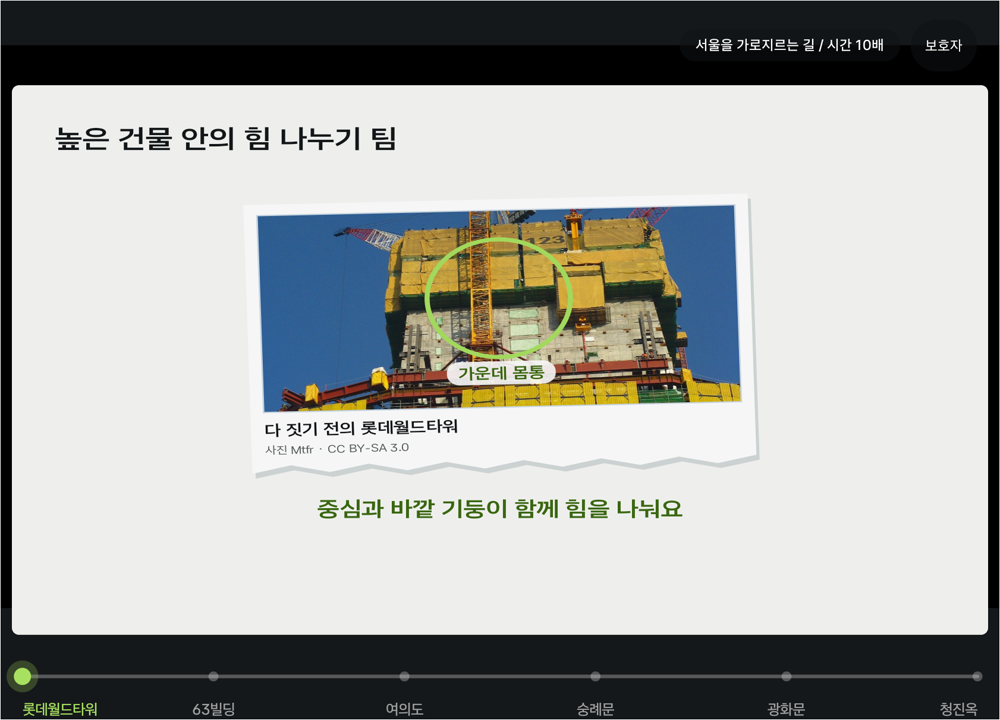 서울을 가로지르는 길 / 시간 10배
보호자
높은 건물 안의 힘 나누기 팀
123
가운데 몸통
다 짓기 전의 롯데월드타워
사진 Mtfr · CC BY-SA 3.0
중심과 바깥 기둥이 함께 힘을 나눠요
롯데월드타워
63빌딩
여의도
숭례문
광화문
청진옥